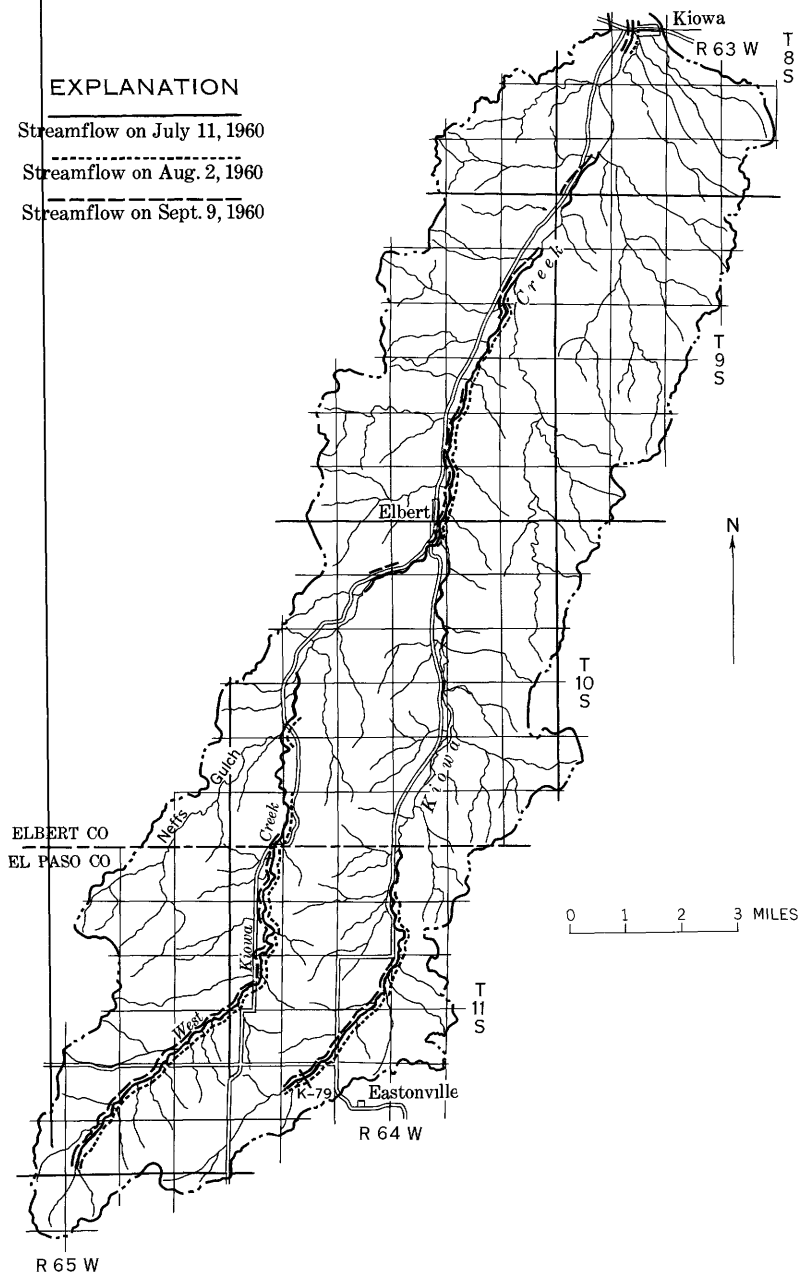 Kiowa
R 63 W
T
8
S
EXPLANATION
Streamflow on July 11, 1960
Streamflow on Aug. 2, 1960
Streamflow on Sept. 9, 1960
Creek
T
9
S
Elbert
N
T
10
S
Kiowa
Neffs Gulch
Creek
ELBERT CO
EL PASO CO
0 1 2 3 MILES
Kiowa
West
T
11
S
K-79
Eastonville
R 64 W
R 65 W